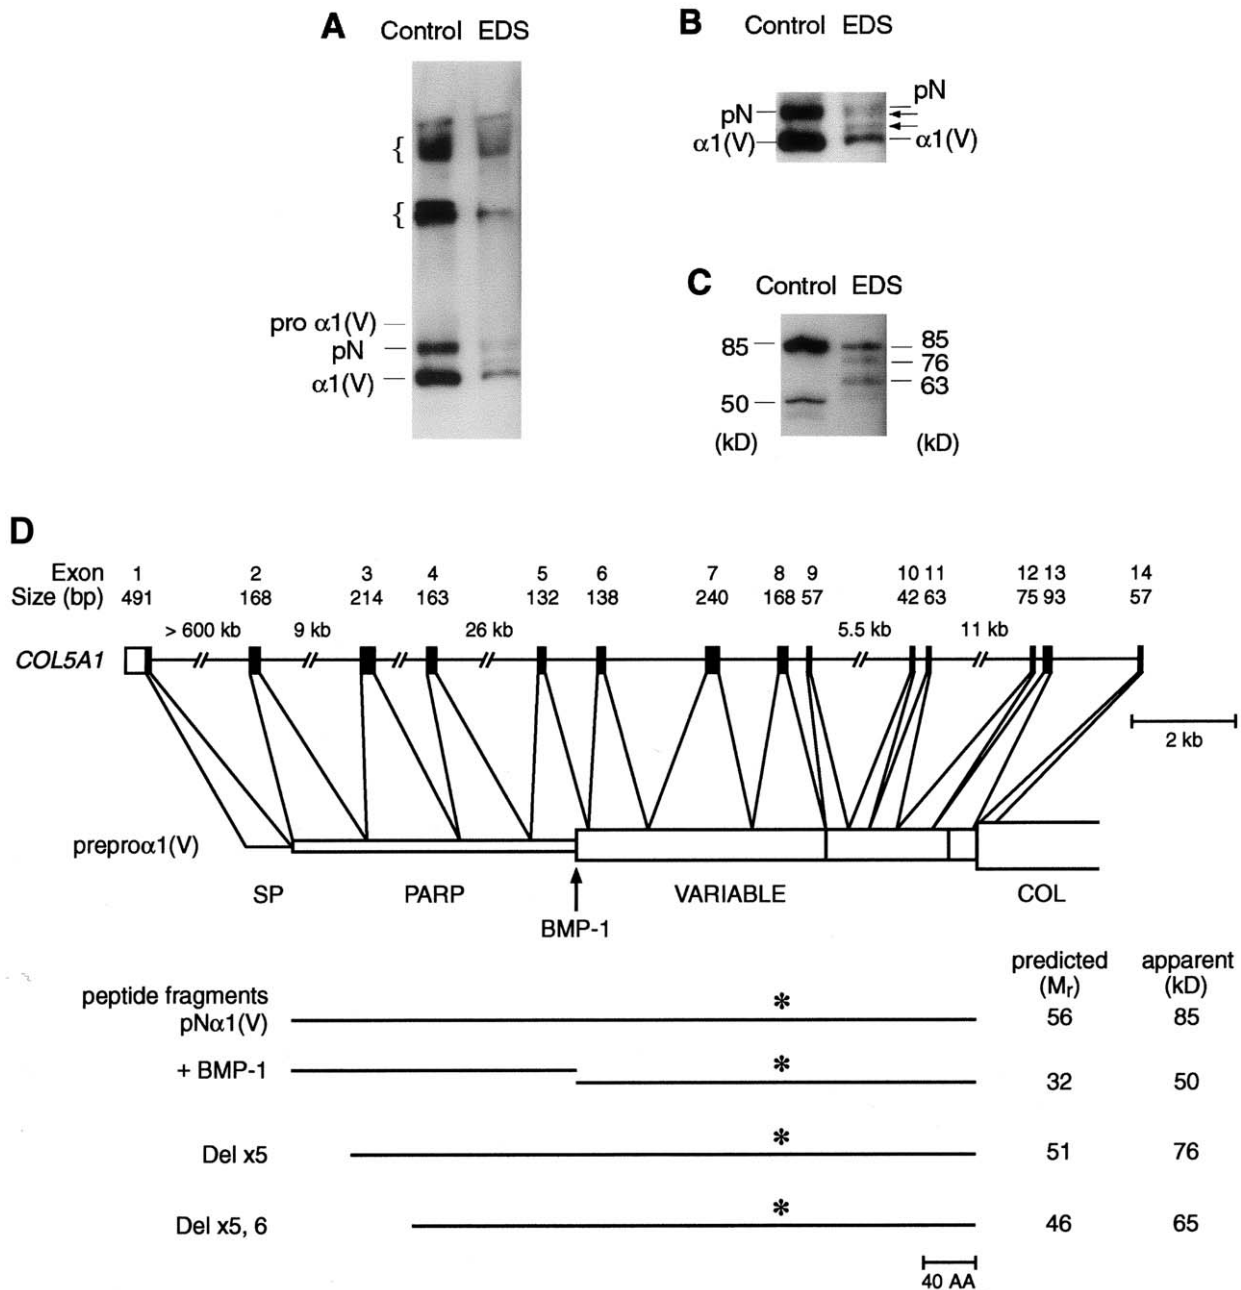 A
Control EDS
{
{
pro α1(V)
pN
α1(V)
B
Control EDS
pN
α1(V)
pN
α1(V)
C
Control EDS
85
50
(kD)
85
76
63
(kD)
D
Exon 1 2 3 4 5 6 7 8 9 10 11 12 13 14
Size (bp) 491 168 214 163 132 138 240 168 57 42 63 75 93 57
> 600 kb 9 kb 26 kb 5.5 kb 11 kb
COL5A1
2 kb
preproα1(V)
SP PARP VARIABLE COL
BMP-1
predicted apparent
(Mr) (kD)
peptide fragments
pNα1(V) * 56 85
+ BMP-1 * 32 50
Del x5 * 51 76
Del x5, 6 * 46 65
40 AA